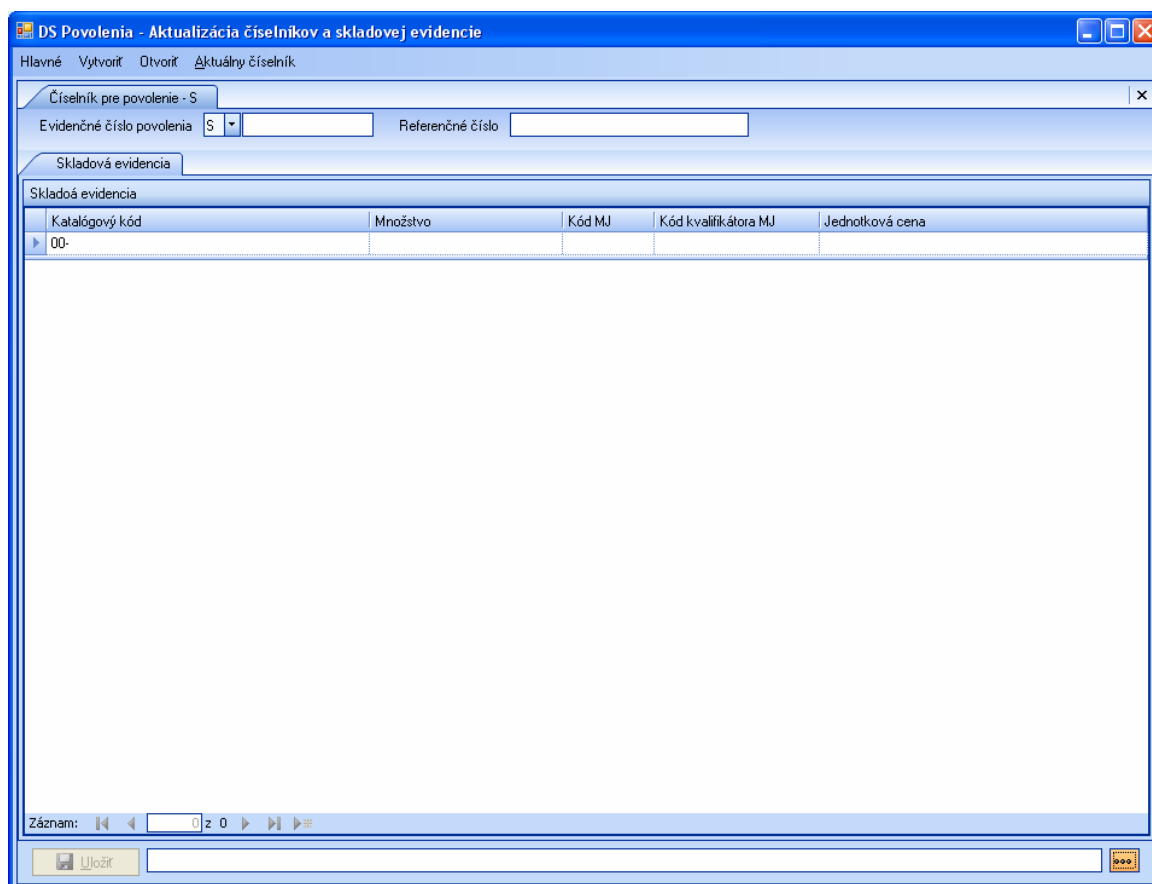 DS Povolenia - Aktualizácia číselníkov a skladovej evidencie
Hlavné Vytvoriť Otvoriť Aktuálny číselník
Číselník pre povolenie - S
Evidenčné číslo povolenia S Referenčné číslo
Skladová evidencia
Skladoá evidencia
Katalógový kód Množstvo Kód MJ Kód kvalifikátora MJ Jednotková cena
00-
Záznam: 0 z 0
Uložiť